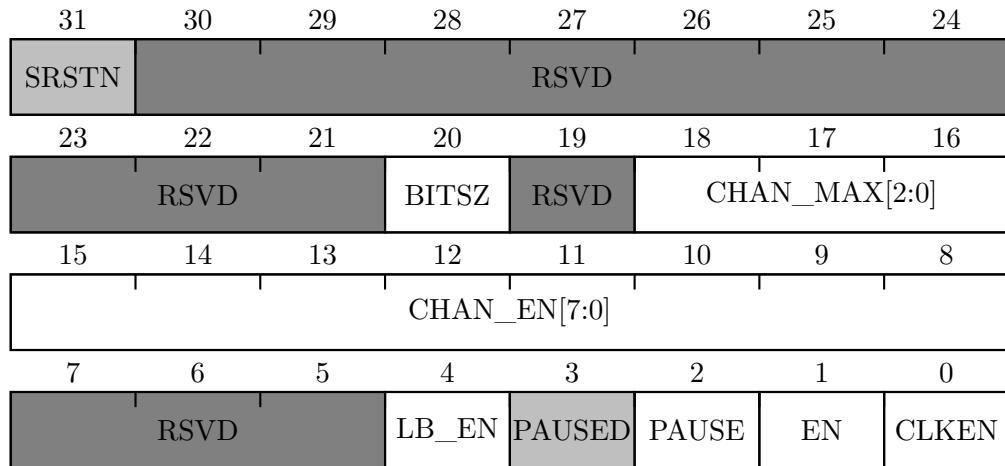 31 30 29 28 27 26 25 24
SRSTN RSVD
23 22 21 20 19 18 17 16
RSVD BITSZ RSVD CHAN_MAX[2:0]
15 14 13 12 11 10 9 8
CHAN_EN[7:0]
7 6 5 4 3 2 1 0
RSVD LB_EN PAUSED PAUSE EN CLKEN